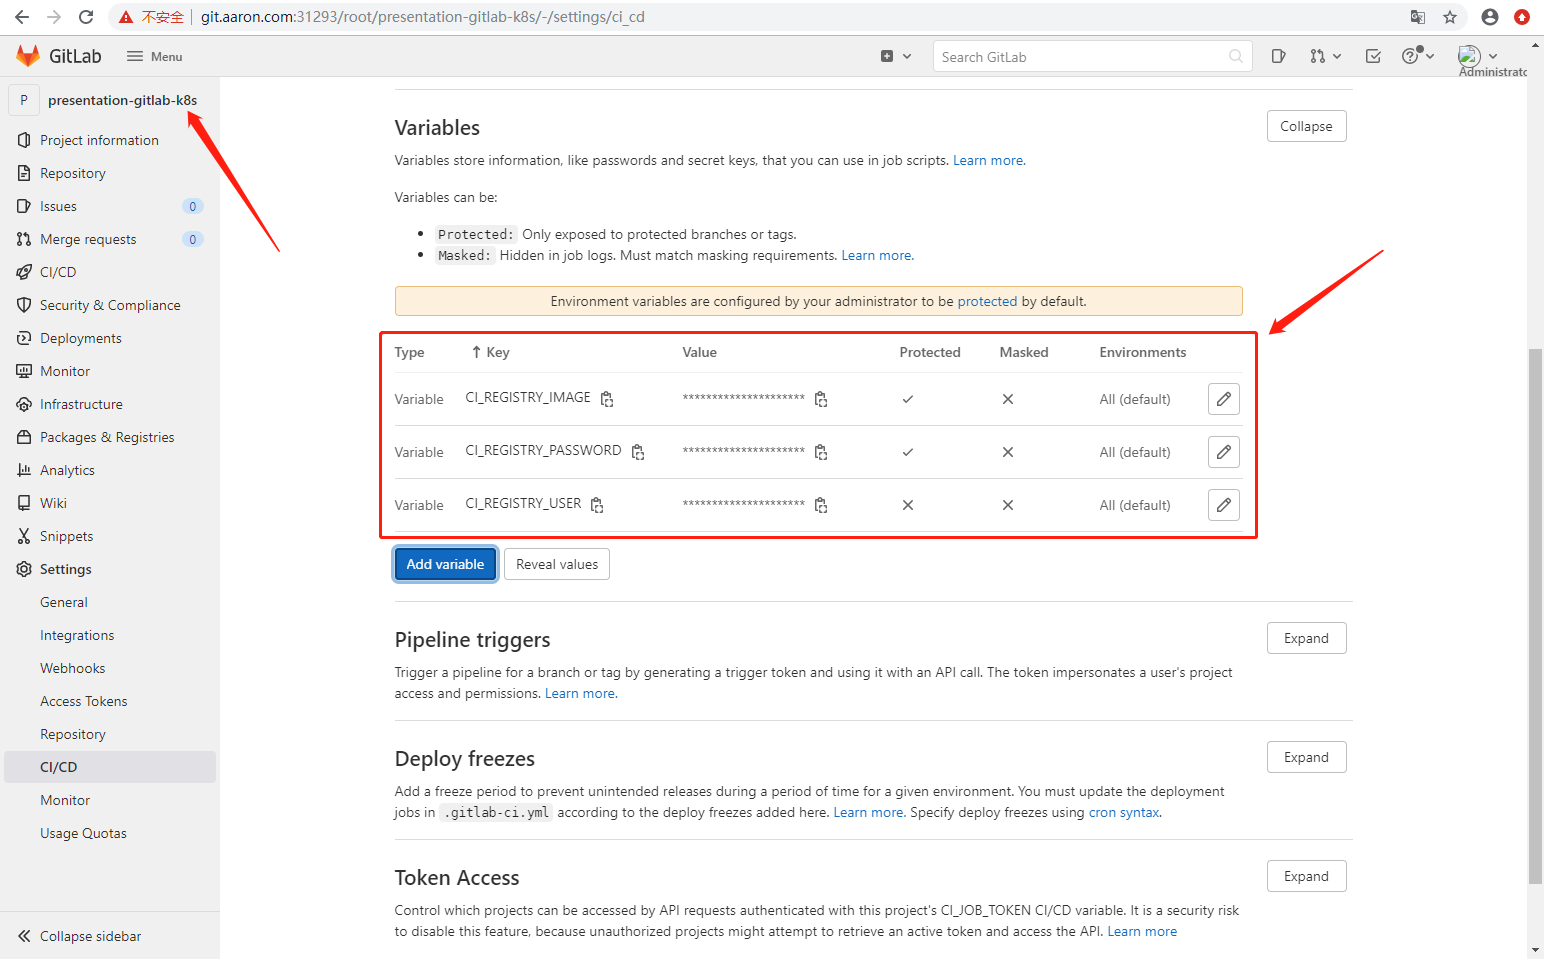 不安全 git.aaron.com:31293/root/presentation-gitlab-k8s/-/settings/ci_cd
GitLab Menu Search GitLab
Administrato
P presentation-gitlab-k8s
Project information
Repository
Issues 0
Merge requests 0
CI/CD
Security & Compliance
Deployments
Monitor
Infrastructure
Packages & Registries
Analytics
Wiki
Snippets
Settings
General
Integrations
Webhooks
Access Tokens
Repository
CI/CD
Monitor
Usage Quotas
Collapse sidebar
Variables Collapse
Variables store information, like passwords and secret keys, that you can use in job scripts. Learn more.
Variables can be:
Protected: Only exposed to protected branches or tags.
Masked: Hidden in job logs. Must match masking requirements. Learn more.
Environment variables are configured by your administrator to be protected by default.
Type ↑ Key Value Protected Masked Environments
Variable CI_REGISTRY_IMAGE ********************* ✓ ✕ All (default)
Variable CI_REGISTRY_PASSWORD ********************* ✓ ✕ All (default)
Variable CI_REGISTRY_USER ********************* ✕ ✕ All (default)
Add variable Reveal values
Pipeline triggers Expand
Trigger a pipeline for a branch or tag by generating a trigger token and using it with an API call. The token impersonates a user's project
access and permissions. Learn more.
Deploy freezes Expand
Add a freeze period to prevent unintended releases during a period of time for a given environment. You must update the deployment
jobs in .gitlab-ci.yml according to the deploy freezes added here. Learn more. Specify deploy freezes using cron syntax.
Token Access Expand
Control which projects can be accessed by API requests authenticated with this project's CI_JOB_TOKEN CI/CD variable. It is a security risk
to disable this feature, because unauthorized projects might attempt to retrieve an active token and access the API. Learn more